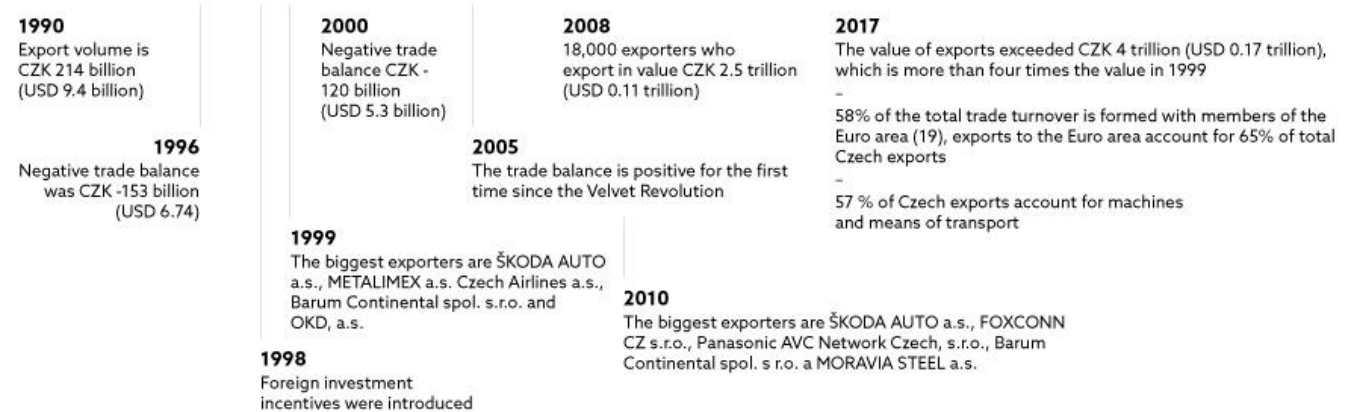 1990
Export volume is
CZK 214 billion
(USD 9.4 billion)
1996
Negative trade balance
was CZK -153 billion
(USD 6.74)
1998
Foreign investment
incentives were introduced
1999
The biggest exporters are ŠKODA AUTO
a.s., METALIMEX a.s. Czech Airlines a.s.,
Barum Continental spol. s.r.o. and
OKD, a.s.
2000
Negative trade
balance CZK -
120 billion
(USD 5.3 billion)
2005
The trade balance is positive for the first
time since the Velvet Revolution
2008
18,000 exporters who
export in value CZK 2.5 trillion
(USD 0.11 trillion)
2010
The biggest exporters are ŠKODA AUTO a.s., FOXCONN
CZ s.r.o., Panasonic AVC Network Czech, s.r.o., Barum
Continental spol. s r.o. a MORAVIA STEEL a.s.
2017
The value of exports exceeded CZK 4 trillion (USD 0.17 trillion),
which is more than four times the value in 1999
–
58% of the total trade turnover is formed with members of the
Euro area (19), exports to the Euro area account for 65% of total
Czech exports
–
57 % of Czech exports account for machines
and means of transport